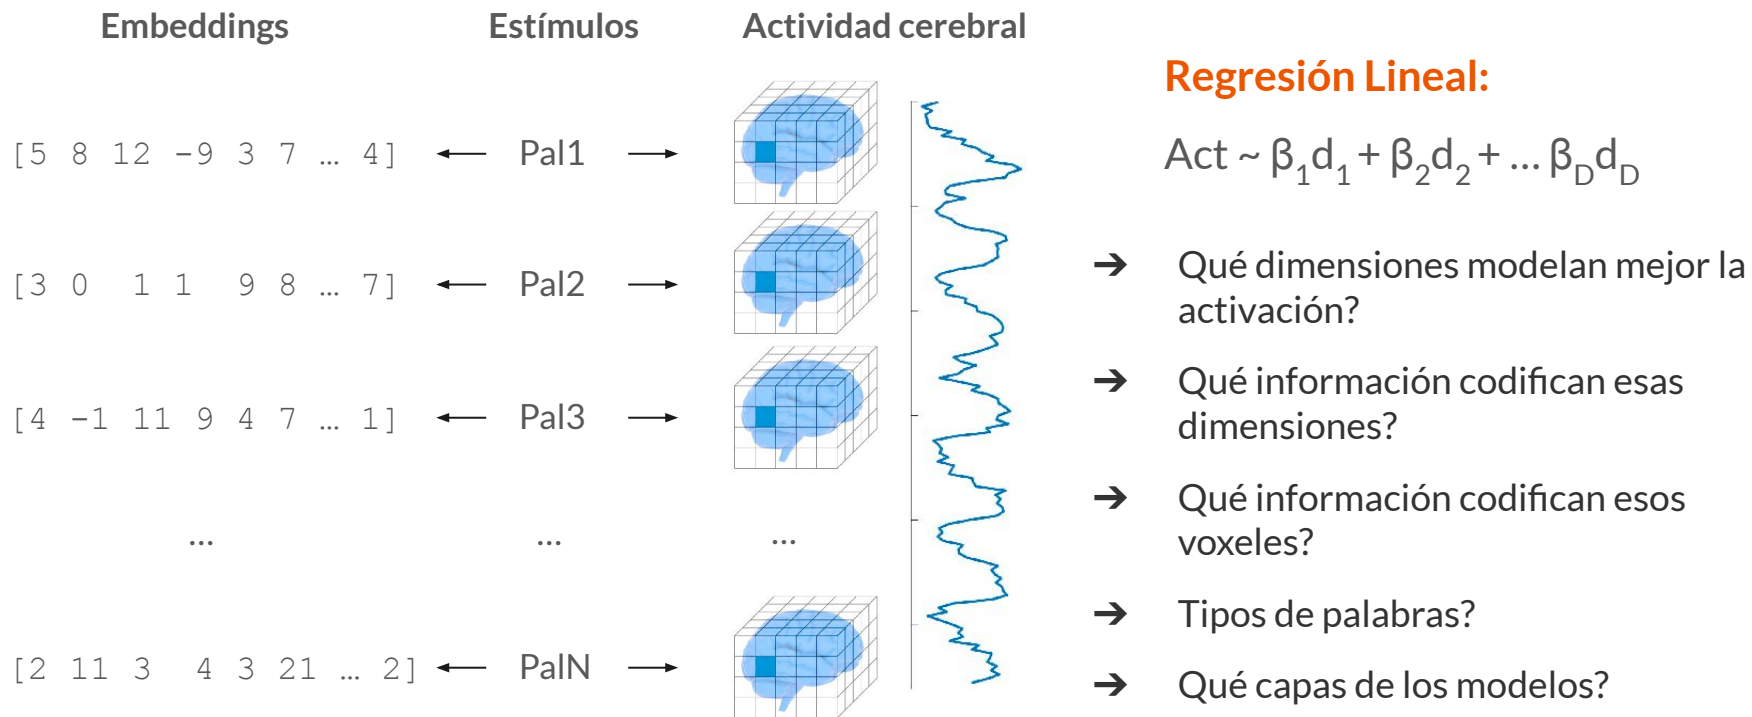 Embeddings Estímulos Actividad cerebral
Regresión Lineal:
Act ~ β₁d₁ + β₂d₂ + ... β_Dd_D
[5 8 12 -9 3 7 … 4] Pal1
[3 0 1 1 9 8 … 7] Pal2
[4 -1 11 9 4 7 … 1] Pal3
… … …
[2 11 3 4 3 21 … 2] PalN
➔ Qué dimensiones modelan mejor la
activación?
➔ Qué información codifican esas
dimensiones?
➔ Qué información codifican esos
voxeles?
➔ Tipos de palabras?
➔ Qué capas de los modelos?